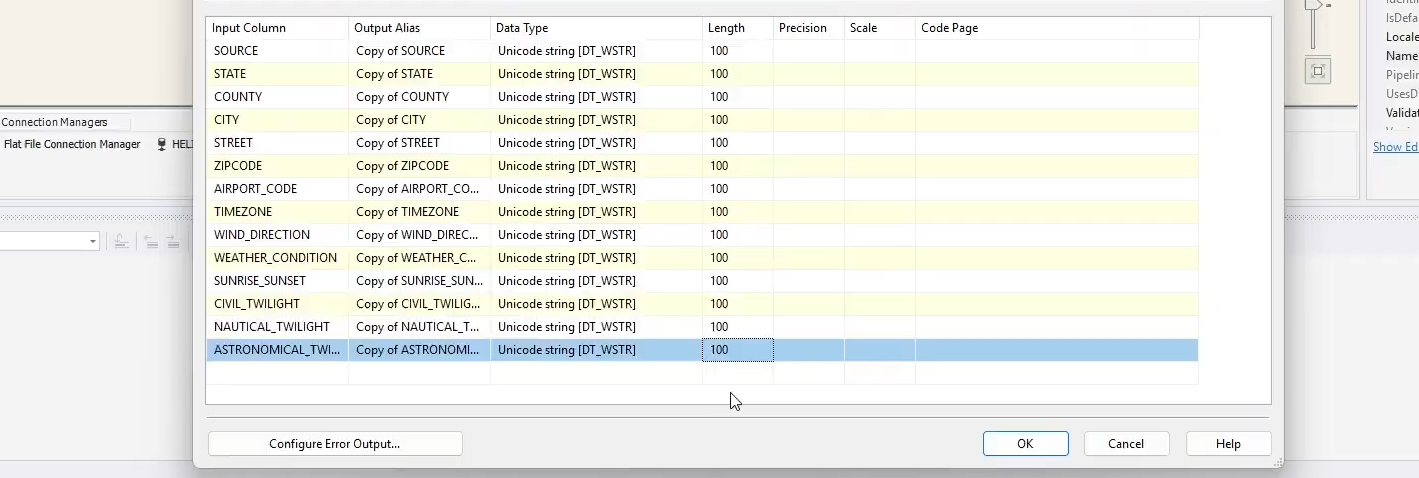 Input Column Output Alias Data Type Length Precision Scale Code Page
SOURCE Copy of SOURCE Unicode string [DT_WSTR] 100
STATE Copy of STATE Unicode string [DT_WSTR] 100
COUNTY Copy of COUNTY Unicode string [DT_WSTR] 100
CITY Copy of CITY Unicode string [DT_WSTR] 100
STREET Copy of STREET Unicode string [DT_WSTR] 100
ZIPCODE Copy of ZIPCODE Unicode string [DT_WSTR] 100
AIRPORT_CODE Copy of AIRPORT_CO... Unicode string [DT_WSTR] 100
TIMEZONE Copy of TIMEZONE Unicode string [DT_WSTR] 100
WIND_DIRECTION Copy of WIND_DIREC... Unicode string [DT_WSTR] 100
WEATHER_CONDITION Copy of WEATHER_C... Unicode string [DT_WSTR] 100
SUNRISE_SUNSET Copy of SUNRISE_SUN... Unicode string [DT_WSTR] 100
CIVIL_TWILIGHT Copy of CIVIL_TWILIG... Unicode string [DT_WSTR] 100
NAUTICAL_TWILIGHT Copy of NAUTICAL_T... Unicode string [DT_WSTR] 100
ASTRONOMICAL_TWI... Copy of ASTRONOMI... Unicode string [DT_WSTR] 100
Configure Error Output... OK Cancel Help
Connection Managers
Flat File Connection Manager HELI
IsDefa
Locale
Name
Pipelin
UsesD
Validat
Show Ed